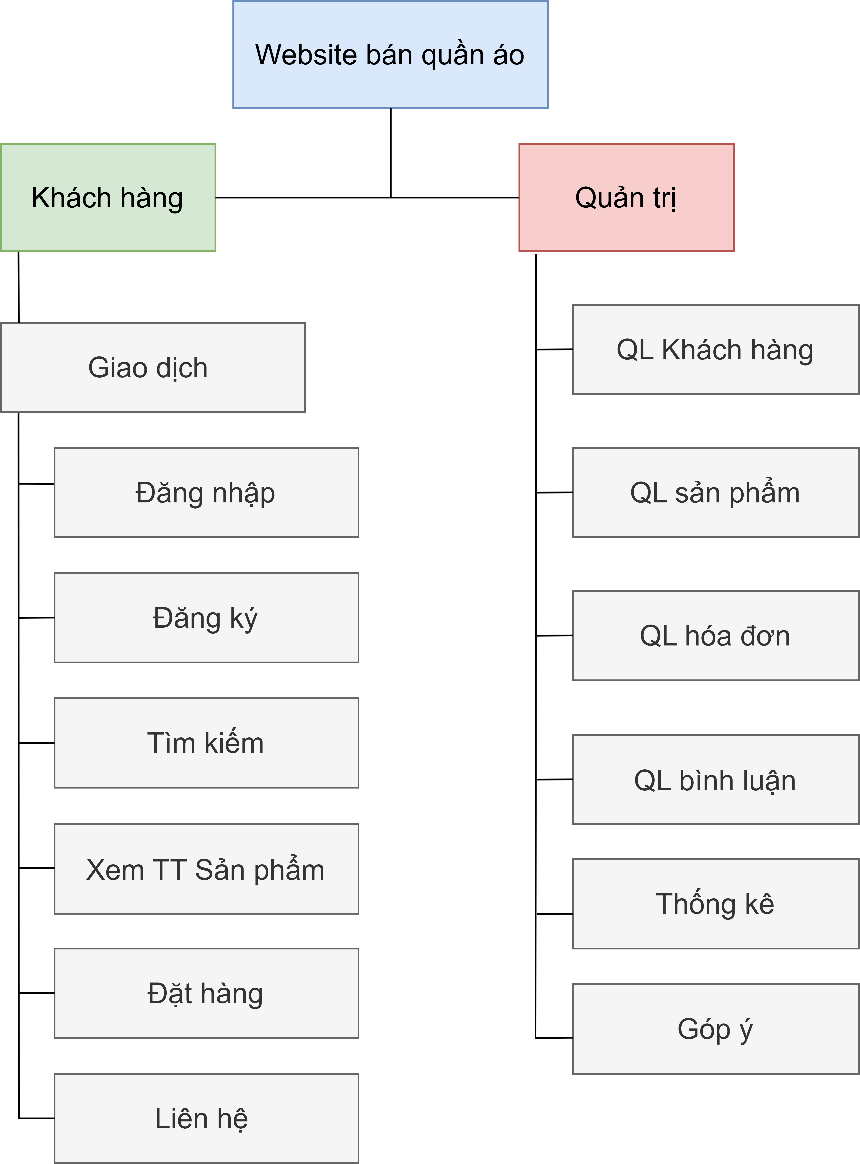 Website bán quần áo
Khách hàng
Quản trị
Giao dịch
Đăng nhập
Đăng ký
Tìm kiếm
Xem TT Sản phẩm
Đặt hàng
Liên hệ
QL Khách hàng
QL sản phẩm
QL hóa đơn
QL bình luận
Thống kê
Góp ý